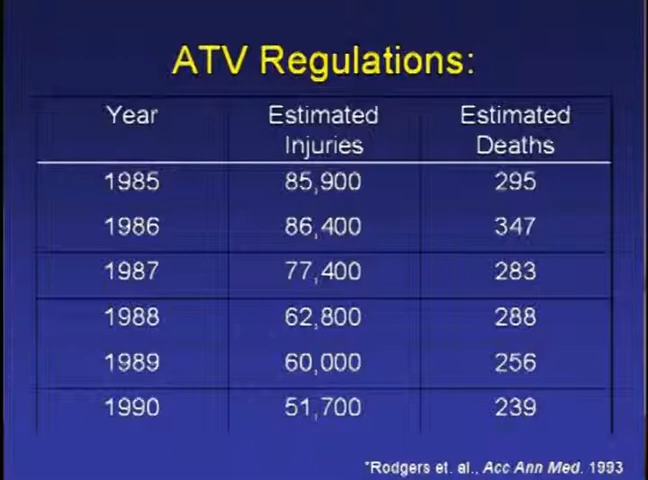 ATV Regulations:
Year Estimated Injuries Estimated Deaths
1985 85,900 295
1986 86,400 347
1987 77,400 283
1988 62,800 288
1989 60,000 256
1990 51,700 239
*Rodgers et. al., Acc Ann Med. 1993